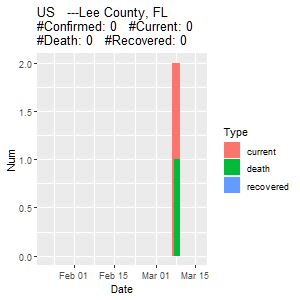 US ---Lee County, FL
#Confirmed: 0 #Current: 0
#Death: 0 #Recovered: 0
2.0
1.5
1.0
0.5
0.0
Num
Feb 01 Feb 15 Mar 01 Mar 15
Date
Type
current
death
recovered